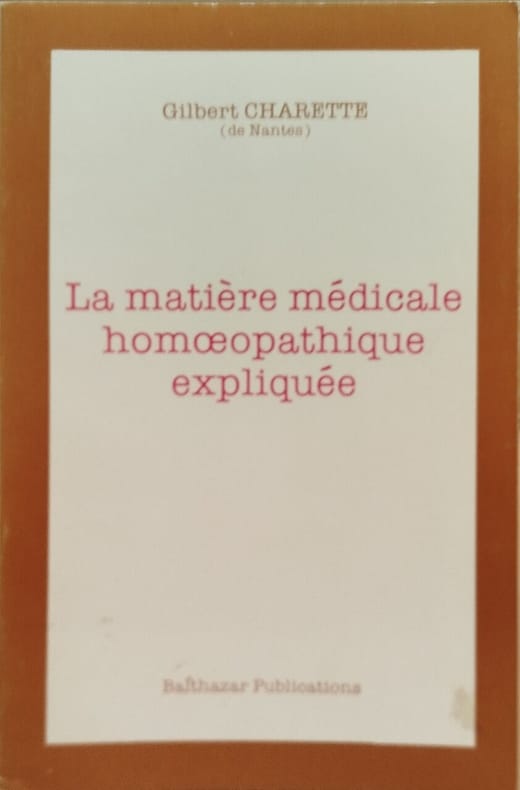 Gilbert CHARETTE
(de Nantes)
La matière médicale
homœopathique
expliquée
Balthazar Publications